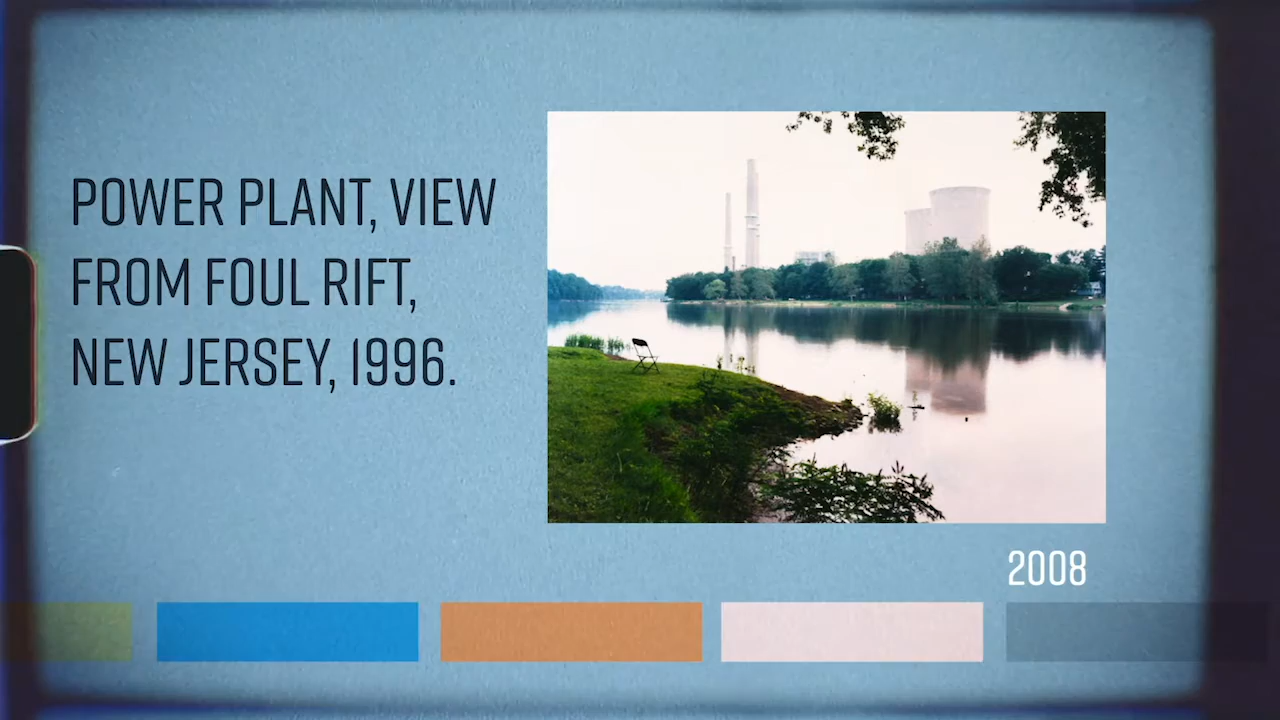 POWER PLANT, VIEW
FROM FOUL RIFT,
NEW JERSEY, 1996.
2008